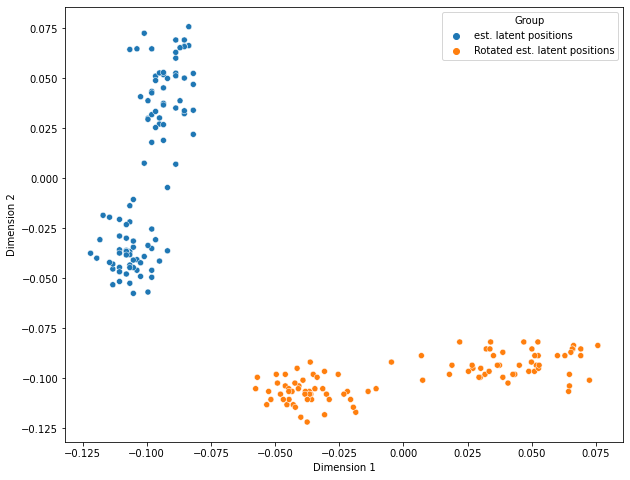 Group
est. latent positions
Rotated est. latent positions
0.075
0.050
0.025
0.000
−0.025
−0.050
−0.075
−0.100
−0.125
Dimension 2
−0.125 −0.100 −0.075 −0.050 −0.025 0.000 0.025 0.050 0.075
Dimension 1